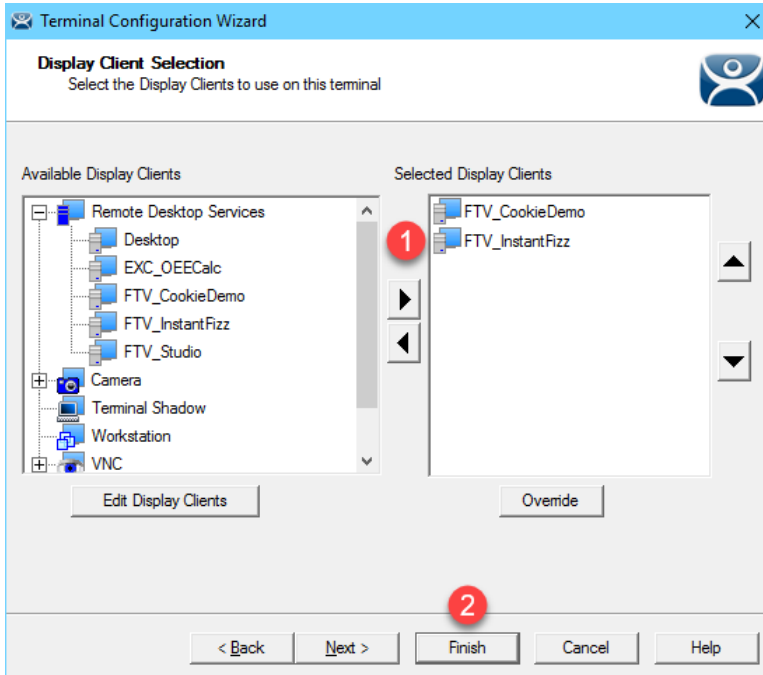 Terminal Configuration Wizard
Display Client Selection
Select the Display Clients to use on this terminal
Available Display Clients
Remote Desktop Services
Desktop
EXC_OEECalc
FTV_CookieDemo
FTV_InstantFizz
FTV_Studio
Camera
Terminal Shadow
Workstation
VNC
Edit Display Clients
1
Selected Display Clients
FTV_CookieDemo
FTV_InstantFizz
Override
2
< Back Next > Finish Cancel Help